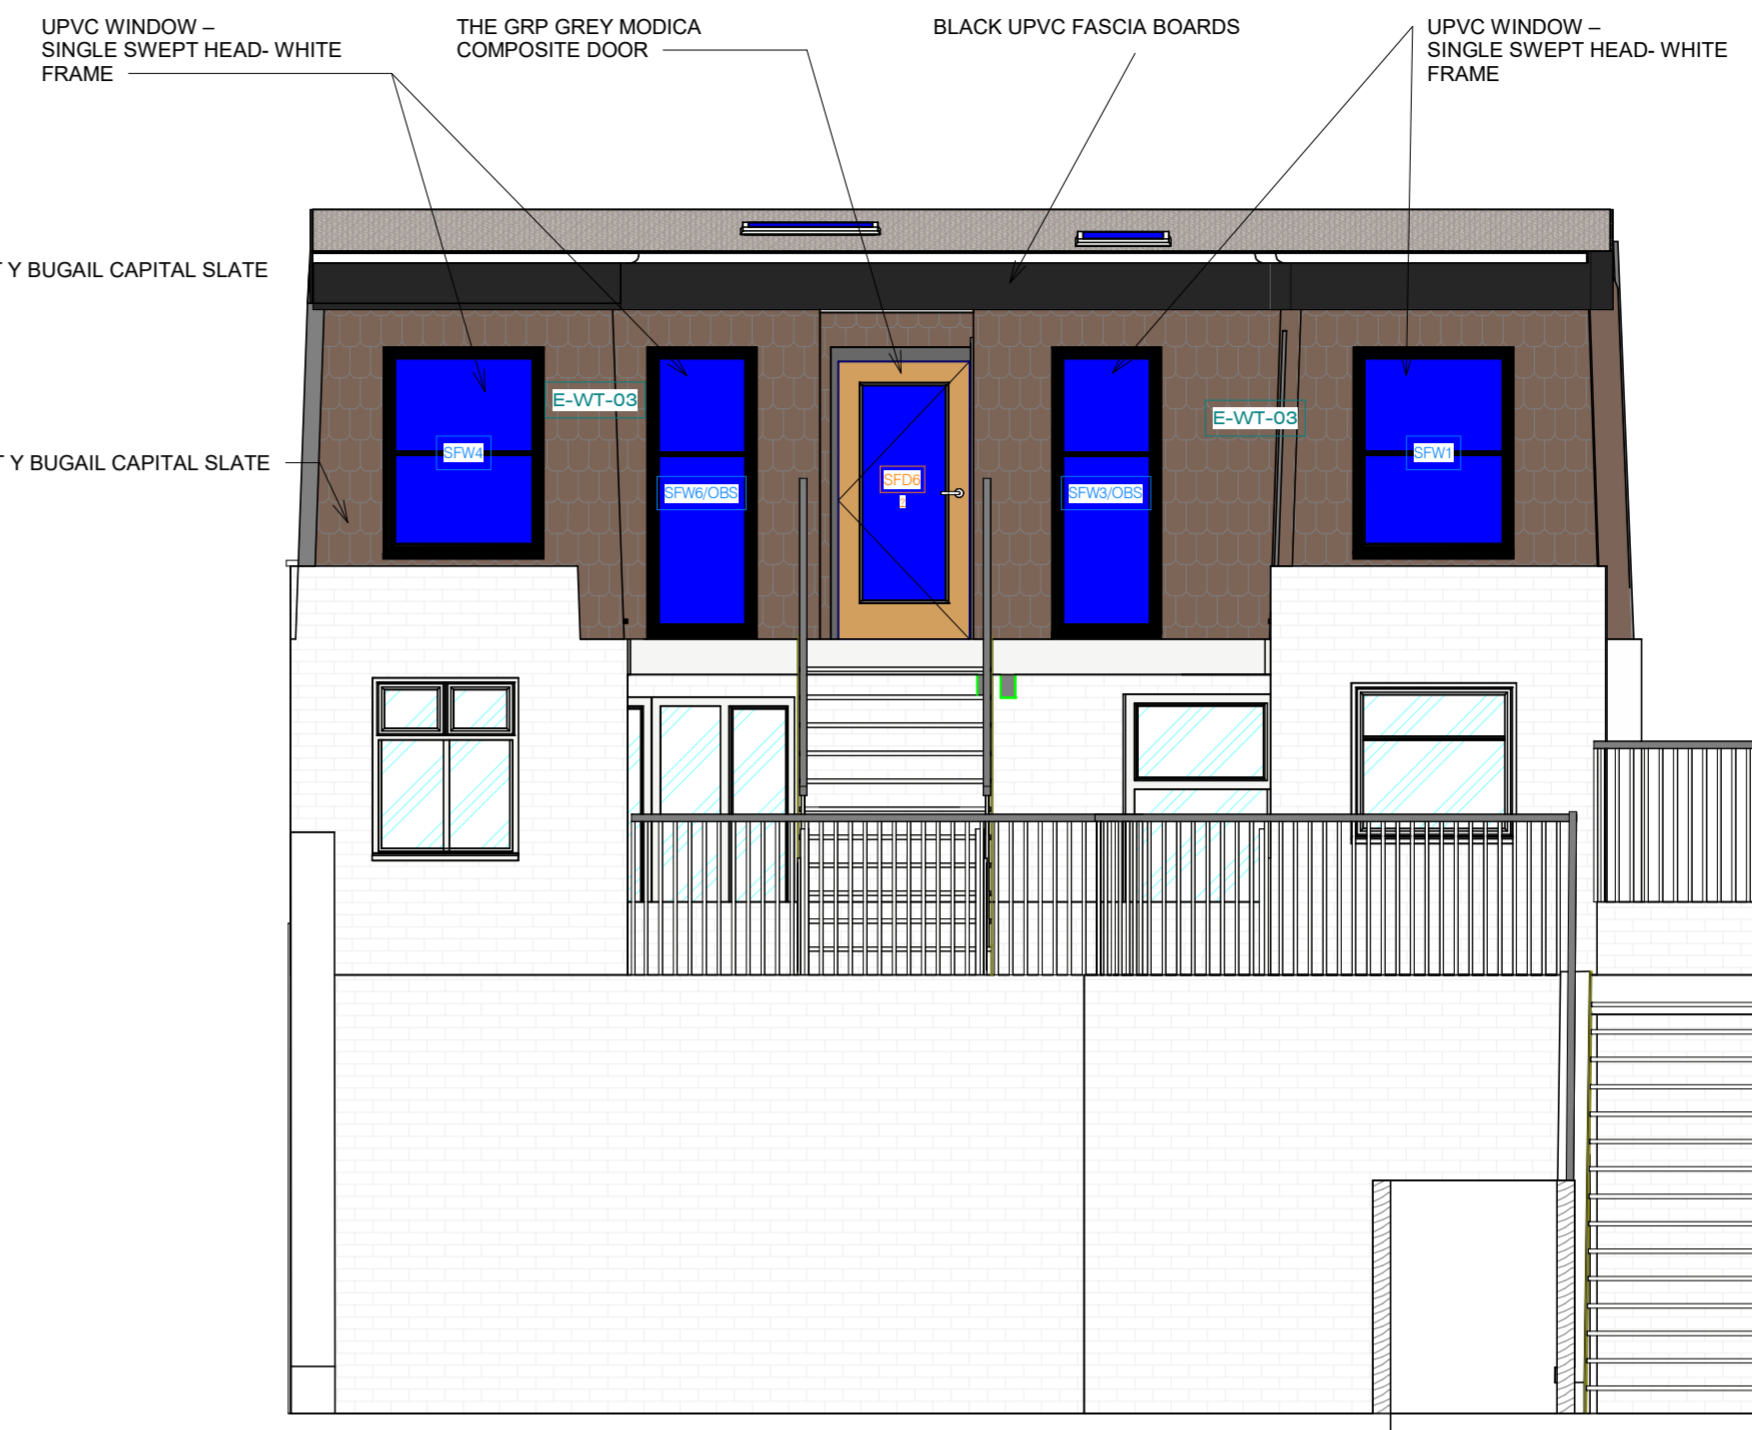 UPVC WINDOW –
SINGLE SWEPT HEAD- WHITE
FRAME
THE GRP GREY MODICA
COMPOSITE DOOR
BLACK UPVC FASCIA BOARDS
UPVC WINDOW –
SINGLE SWEPT HEAD- WHITE
FRAME
T Y BUGAIL CAPITAL SLATE
E-WT-03
E-WT-03
T Y BUGAIL CAPITAL SLATE
SFW4
SFW6/OBS
SFD6
2
SFW3/OBS
SFW1